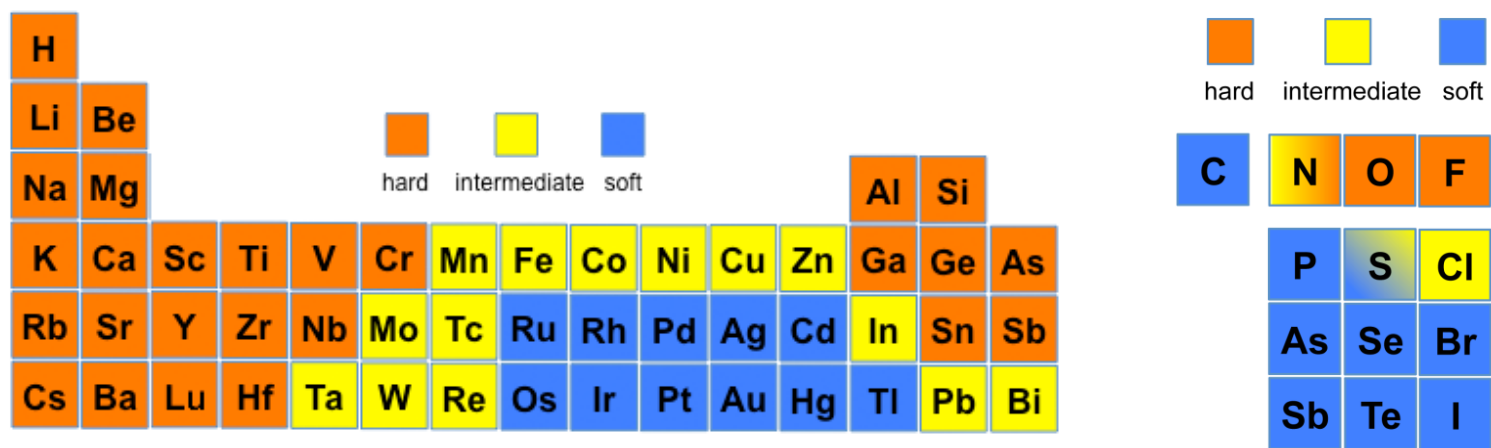 H
Li Be
Na Mg
hard intermediate soft
Al Si
K Ca Sc Ti V Cr Mn Fe Co Ni Cu Zn Ga Ge As
Rb Sr Y Zr Nb Mo Tc Ru Rh Pd Ag Cd In Sn Sb
Cs Ba Lu Hf Ta W Re Os Ir Pt Au Hg Tl Pb Bi
hard intermediate soft
C N O F
P S Cl
As Se Br
Sb Te I